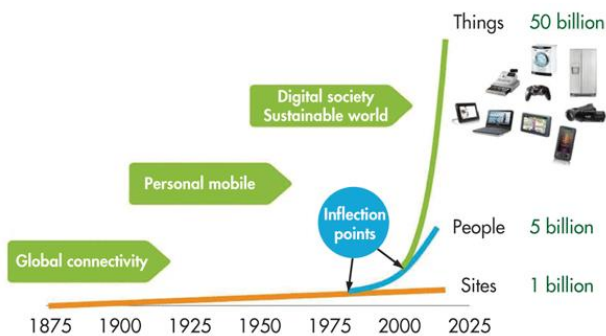 Things 50 billion
Digital society
Sustainable world
Personal mobile
Inflection
points
People 5 billion
Global connectivity
Sites 1 billion
1875 1900 1925 1950 1975 2000 2025